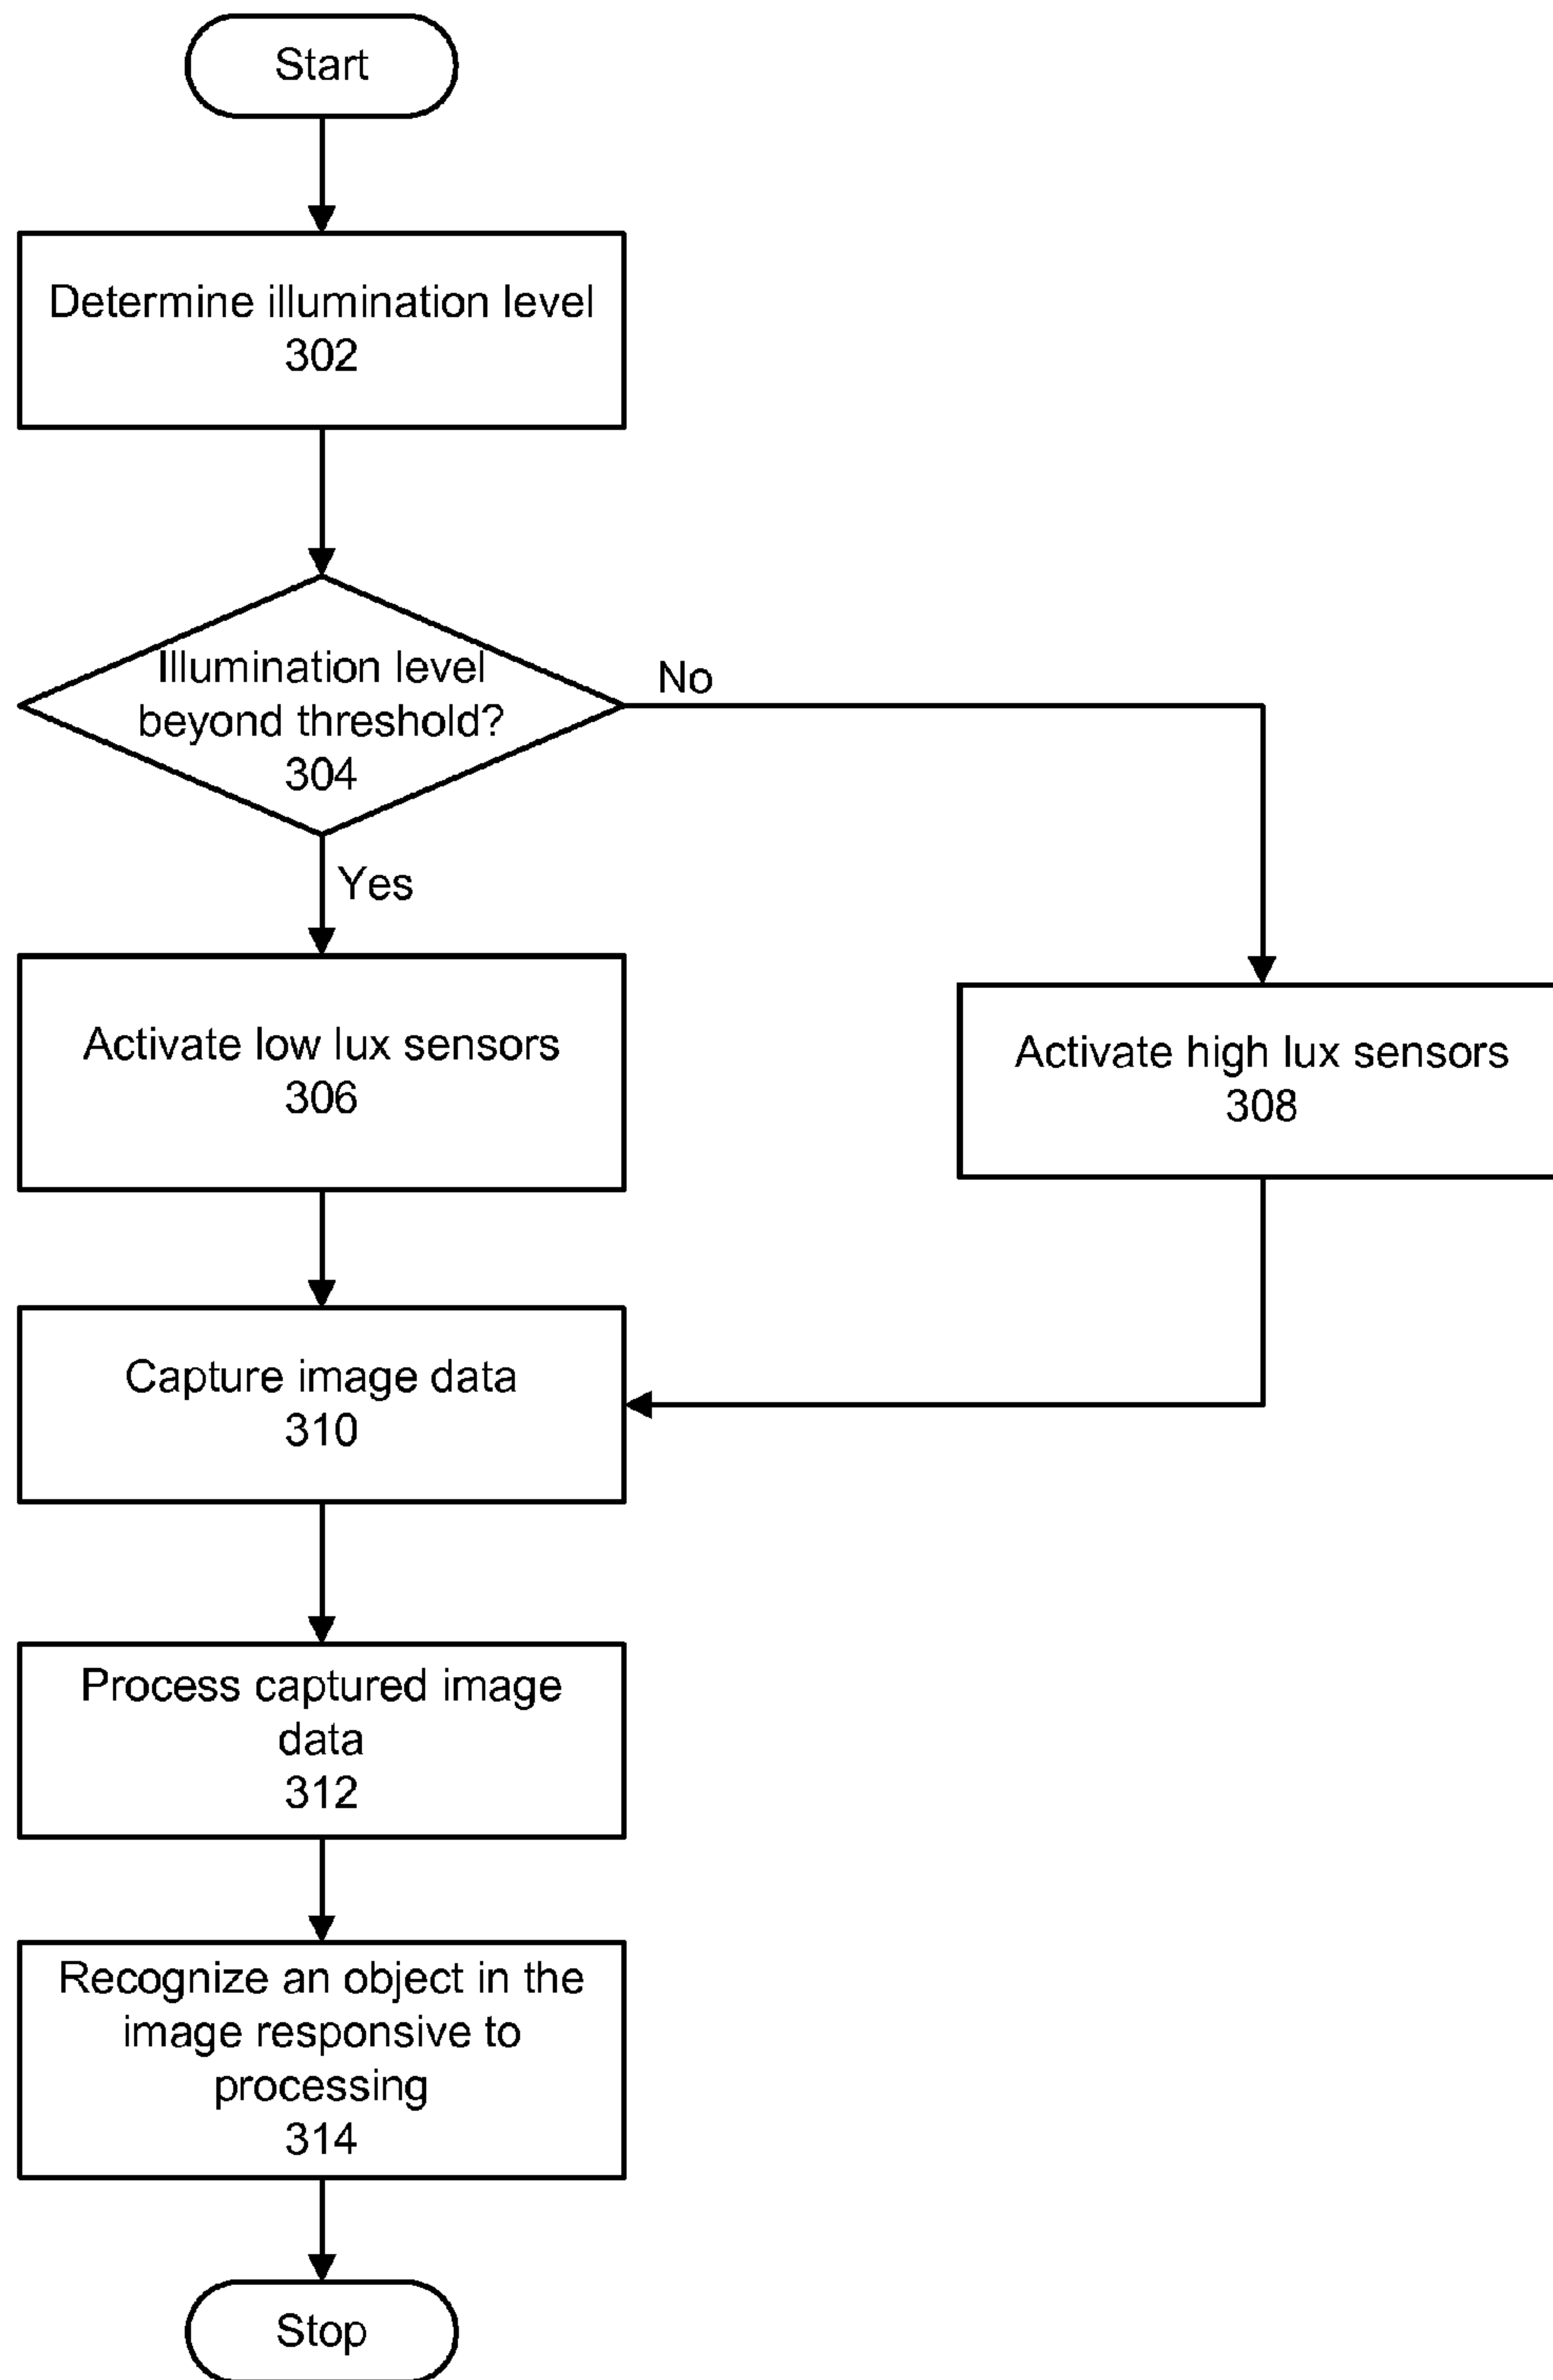 Start
Determine illumination level
302
Illumination level
beyond threshold?
304
No
Yes
Activate low lux sensors
306
Activate high lux sensors
308
Capture image data
310
Process captured image
data
312
Recognize an object in the
image responsive to
processing
314
Stop